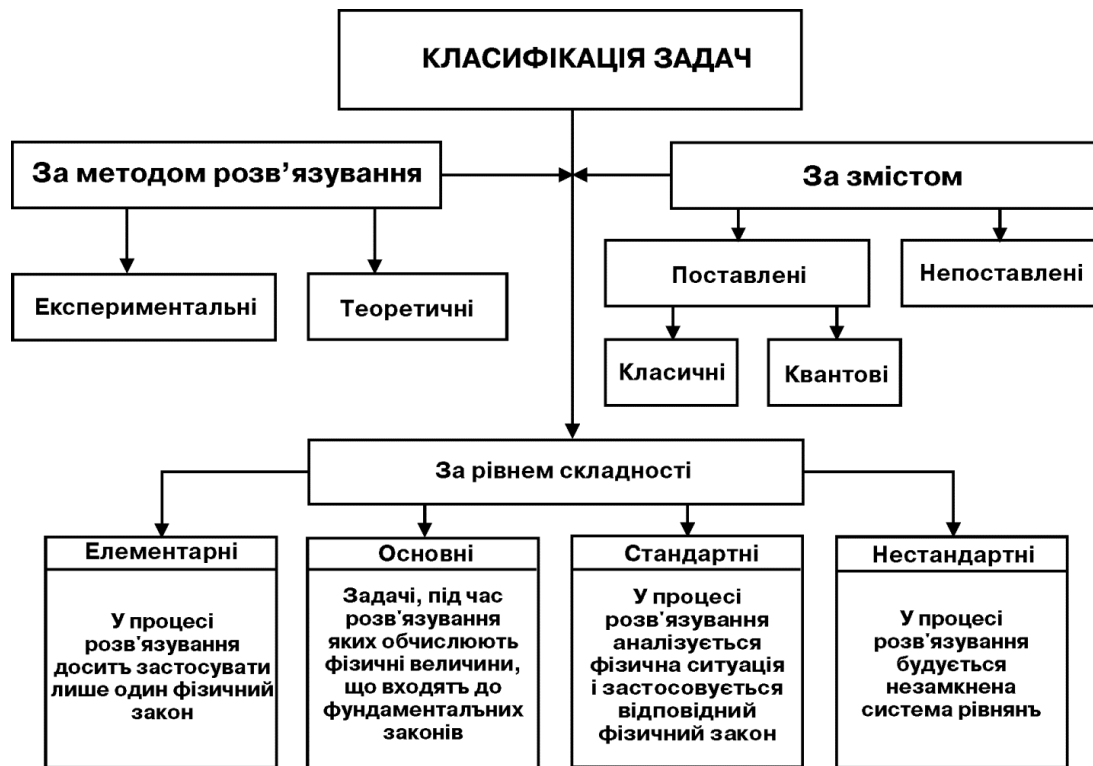 КЛАСИФІКАЦІЯ ЗАДАЧ
За методом розв’язування
За змістом
Експериментальні
Теоретичні
Поставлені
Непоставлені
Класичні
Квантові
За рівнем складності
Елементарні
У процесі
розв'язування
досить застосувати
лише один фізичний
закон
Основні
Задачі, під час
розв'язування
яких обчислюють
фізичні величини,
що входять до
фундаментальних
законів
Стандартні
У процесі
розв'язування
аналізується
фізична ситуація
і застосовується
відповідний
фізичний закон
Нестандартні
У процесі
розв'язування
будується
незамкнена
система рівнянь